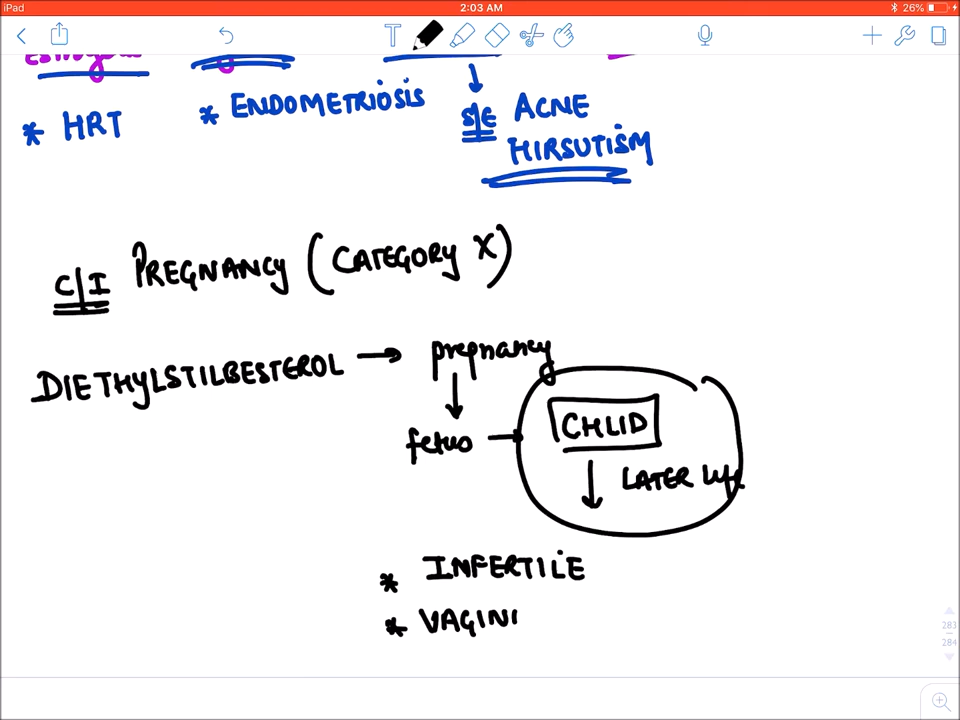 iPad 2:03 AM 26%
T
* HRT * ENDOMETRIOSIS S/E ACNE
HIRSUTISM
C/I PREGNANCY (CATEGORY X)
DIETHYLSTILBESTEROL → pregnancy
↓
fetus → CHLID
↓ LATER life
* INFERTILE
* VAGINI
283
284